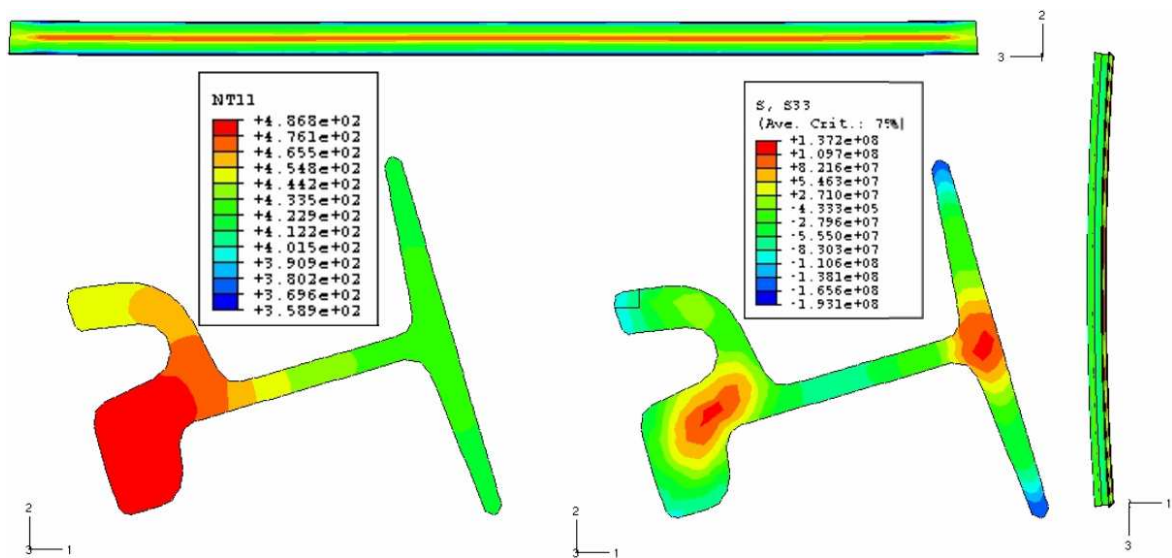 2
3
NT11
+4.868e+02
+4.761e+02
+4.655e+02
+4.548e+02
+4.442e+02
+4.335e+02
+4.229e+02
+4.122e+02
+4.015e+02
+3.909e+02
+3.802e+02
+3.696e+02
+3.589e+02
S, S33
(Ave. Crit.: 75%)
+1.372e+08
+1.097e+08
+8.216e+07
+5.463e+07
+2.710e+07
-4.333e+05
-2.796e+07
-5.550e+07
-8.303e+07
-1.106e+08
-1.381e+08
-1.656e+08
-1.931e+08
2
3
1
2
3
1
1
3